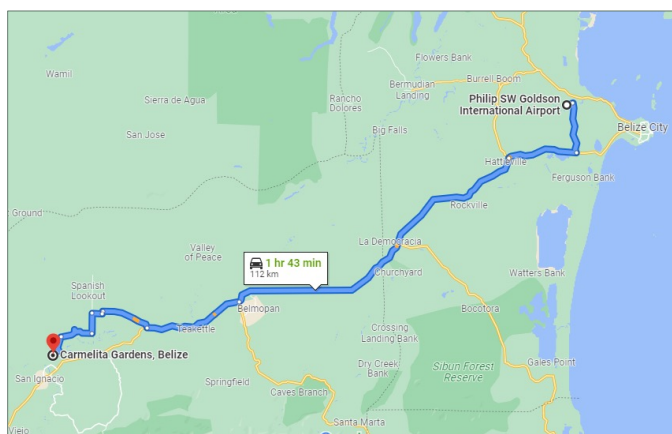 Flowers Bank
Wamil
Burrell Boom
Bermudian
Landing
Philip SW Goldson
International Airport
Sierra de Agua
Rancho
Dolores
Big Falls
Belize City
San Jose
Hattieville
Ferguson Bank
Rockville
Ground
La Democracia
Valley
of Peace
1 hr 43 min
112 km
Churchyard
Watters Bank
Spanish
Lookout
Belmopan
Bocotora
Teakettle
Crossing
Landing Bank
Carmelita Gardens, Belize
Dry Creek
Bank
Sibun Forest
Reserve
Gales Point
San Ignacio
Springfield
Caves Branch
Santa Marta
Viejo